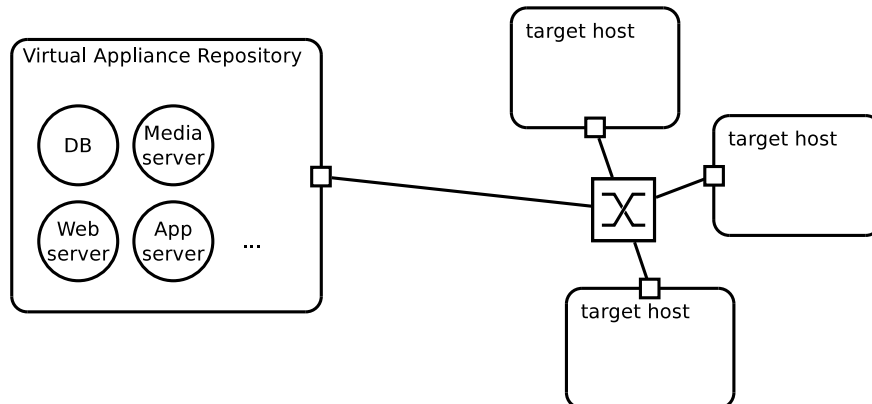 Virtual Appliance Repository
DB
Media
server
Web
server
App
server
...
target host
target host
target host